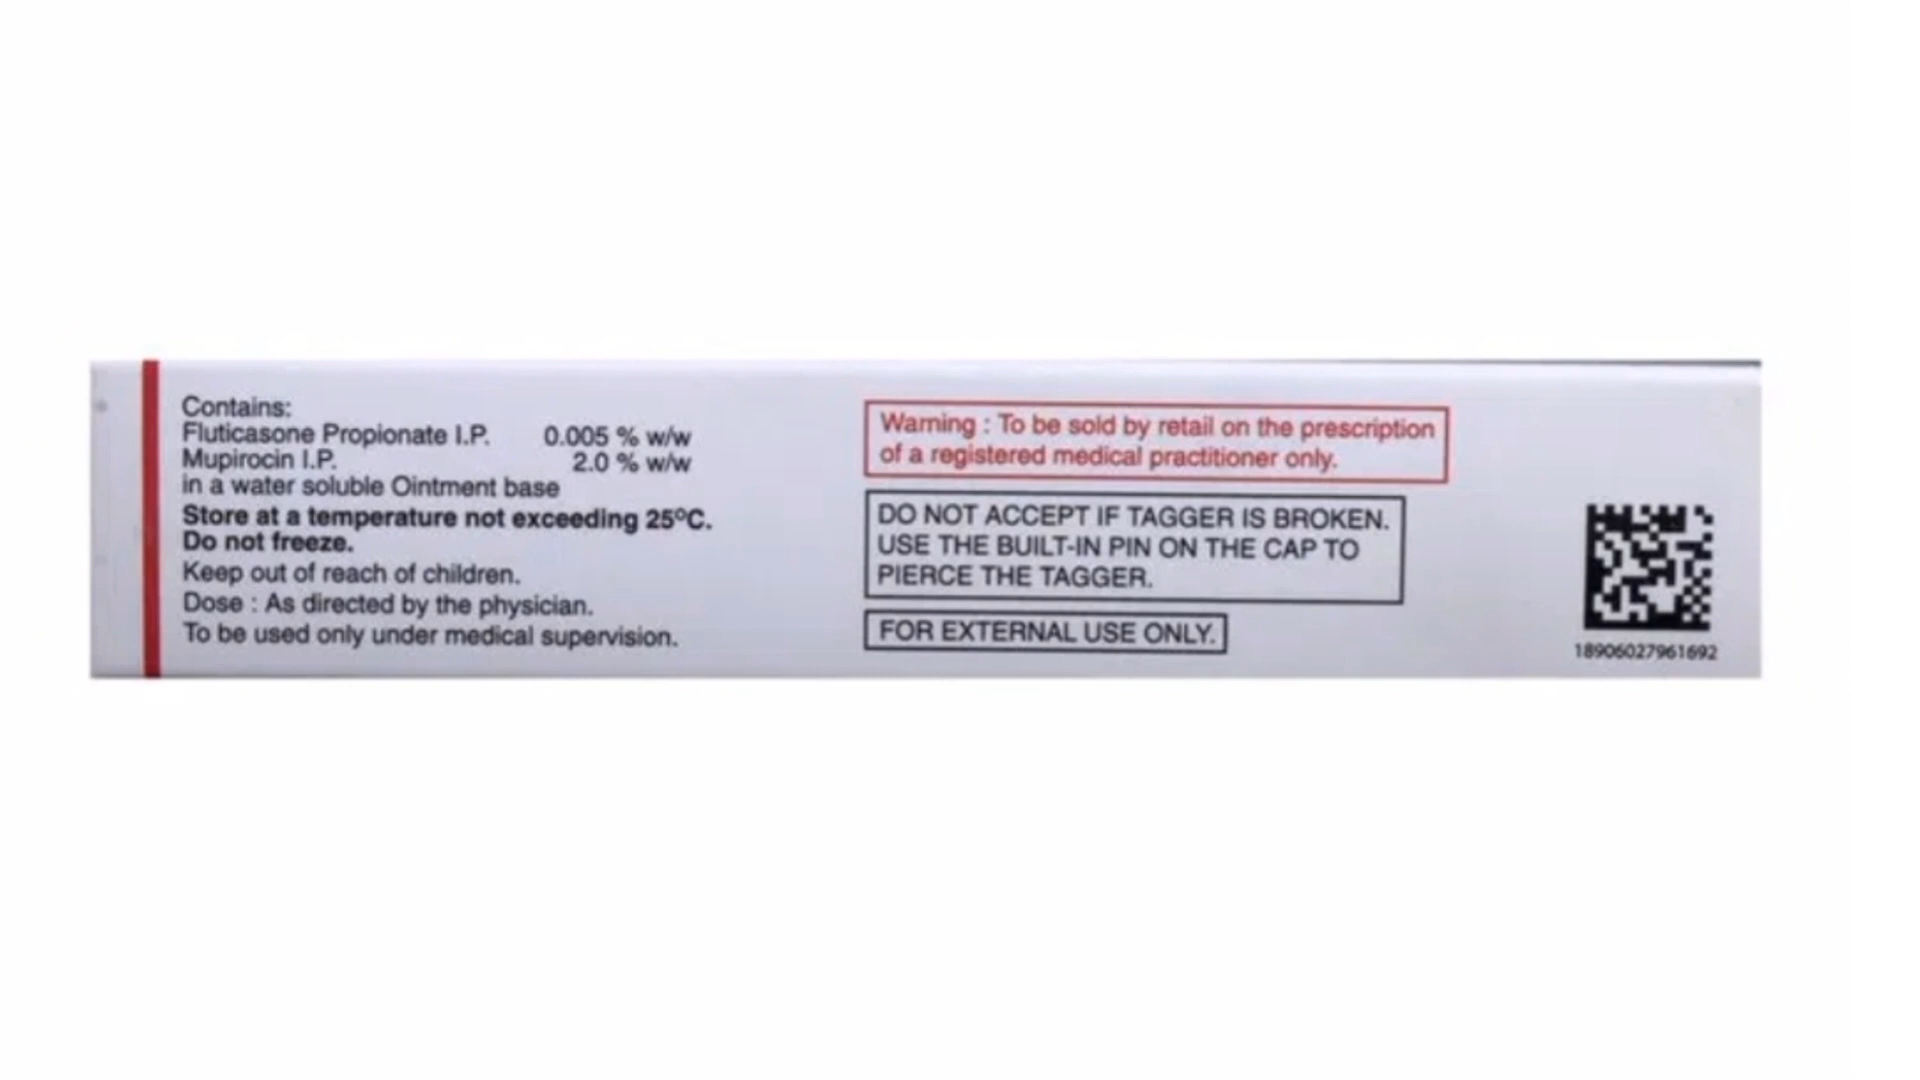 Contains:
Fluticasone Propionate I.P. 0.005 % w/w
Mupirocin I.P. 2.0 % w/w
in a water soluble Ointment base
Store at a temperature not exceeding 25ºC.
Do not freeze.
Keep out of reach of children.
Dose : As directed by the physician.
To be used only under medical supervision.
Warning : To be sold by retail on the prescription
of a registered medical practitioner only.
DO NOT ACCEPT IF TAGGER IS BROKEN.
USE THE BUILT-IN PIN ON THE CAP TO
PIERCE THE TAGGER.
FOR EXTERNAL USE ONLY.
18906027961692